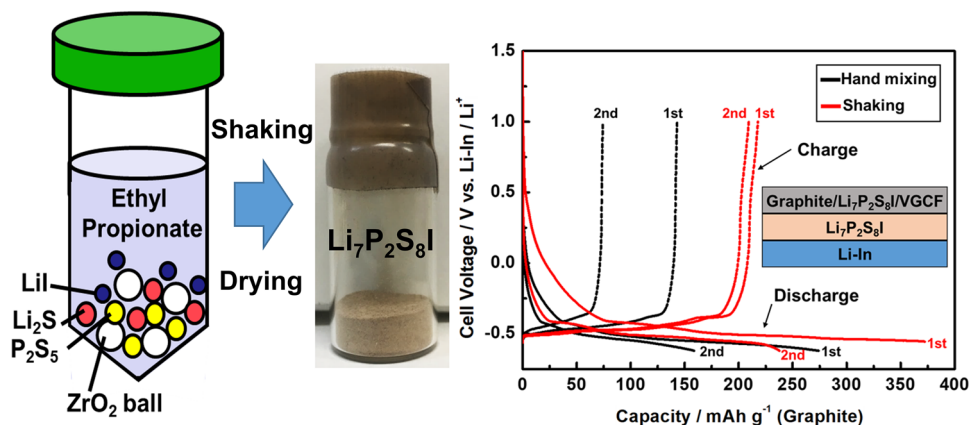 Ethyl
Propionate
LiI
Li₂S
P₂S₅
ZrO₂ ball
Shaking
Drying
Li₇P₂S₈I
Cell Voltage / V vs. Li-In / Li⁺
1.5
1.0
0.5
0.0
-0.5
Hand mixing
Shaking
2nd
1st
2nd
1st
Charge
Graphite/Li₇P₂S₈I/VGCF
Li₇P₂S₈I
Li-In
Discharge
2nd
1st
2nd
1st
0 50 100 150 200 250 300 350 400
Capacity / mAh g⁻¹ (Graphite)